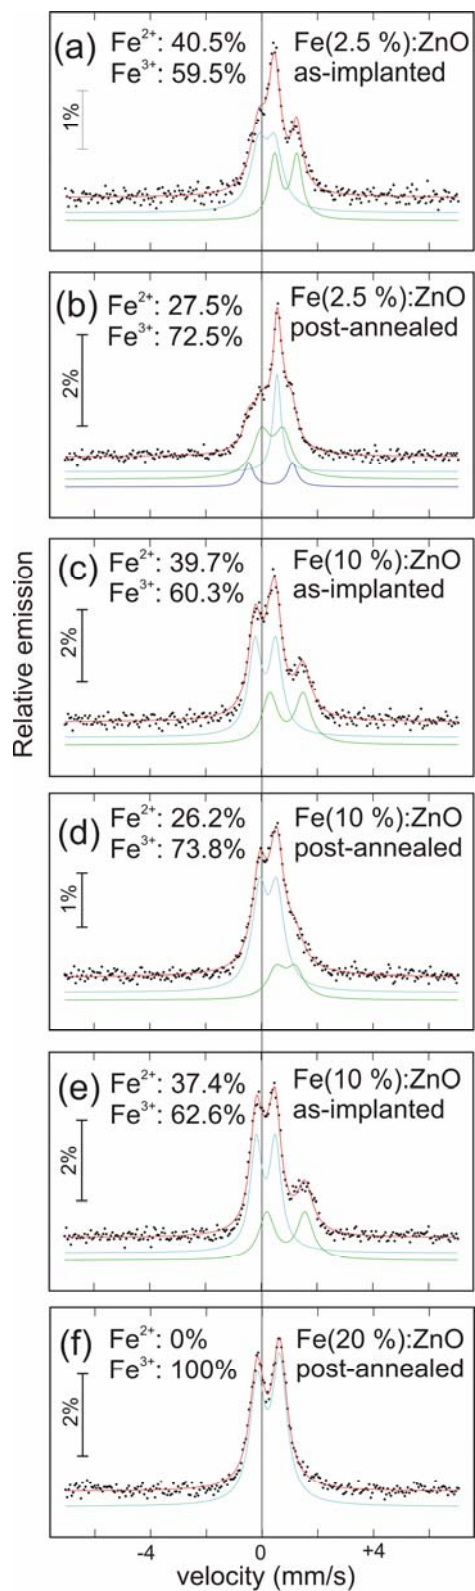 (a) Fe²⁺: 40.5% Fe(2.5 %):ZnO
Fe³⁺: 59.5% as-implanted
1%
(b) Fe²⁺: 27.5% Fe(2.5 %):ZnO
Fe³⁺: 72.5% post-annealed
2%
(c) Fe²⁺: 39.7% Fe(10 %):ZnO
Fe³⁺: 60.3% as-implanted
2%
Relative emission
(d) Fe²⁺: 26.2% Fe(10 %):ZnO
Fe³⁺: 73.8% post-annealed
1%
(e) Fe²⁺: 37.4% Fe(10 %):ZnO
Fe³⁺: 62.6% as-implanted
2%
(f) Fe²⁺: 0% Fe(20 %):ZnO
Fe³⁺: 100% post-annealed
2%
-4 0 +4
velocity (mm/s)